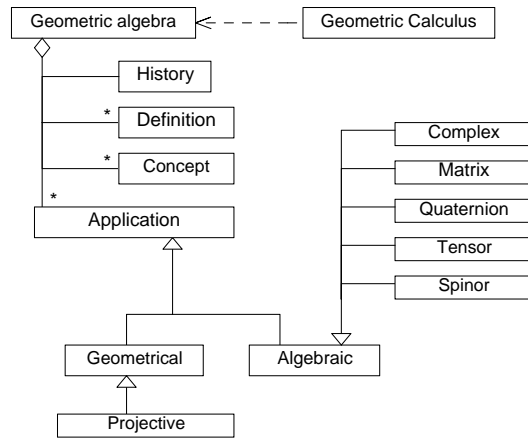 Geometric algebra
Geometric Calculus
History
* Definition
* Concept
*
Application
Complex
Matrix
Quaternion
Tensor
Spinor
Geometrical
Algebraic
Projective